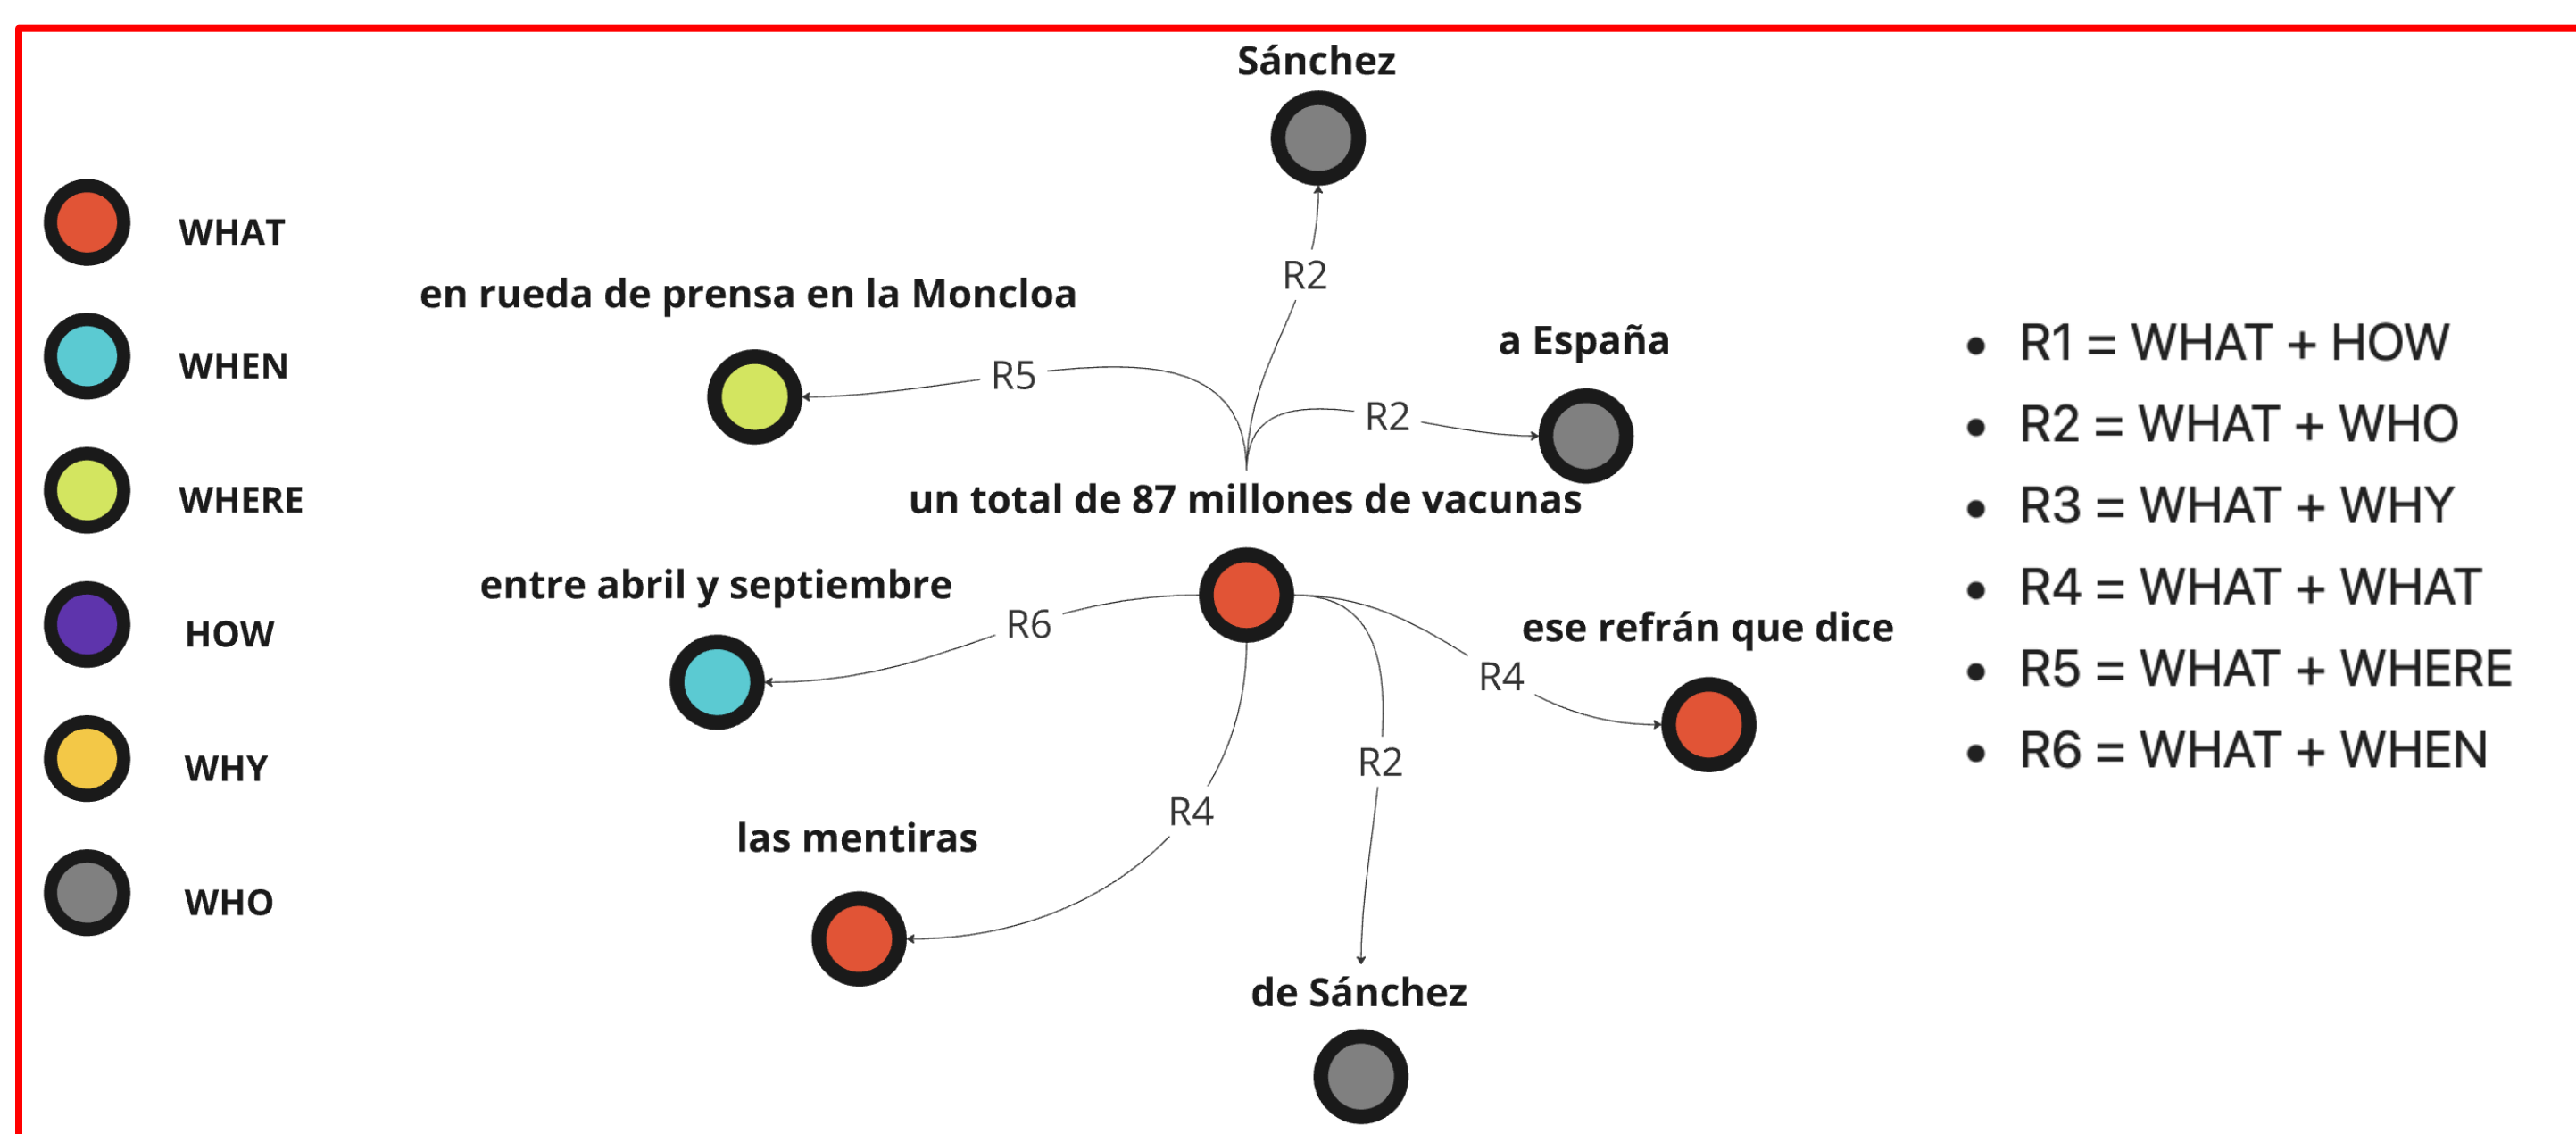 WHAT
WHEN
WHERE
HOW
WHY
WHO
Sánchez
R2
en rueda de prensa en la Moncloa
R5
a España
R2
un total de 87 millones de vacunas
entre abril y septiembre
R6
ese refrán que dice
R4
R2
R4
las mentiras
de Sánchez
• R1 = WHAT + HOW
• R2 = WHAT + WHO
• R3 = WHAT + WHY
• R4 = WHAT + WHAT
• R5 = WHAT + WHERE
• R6 = WHAT + WHEN